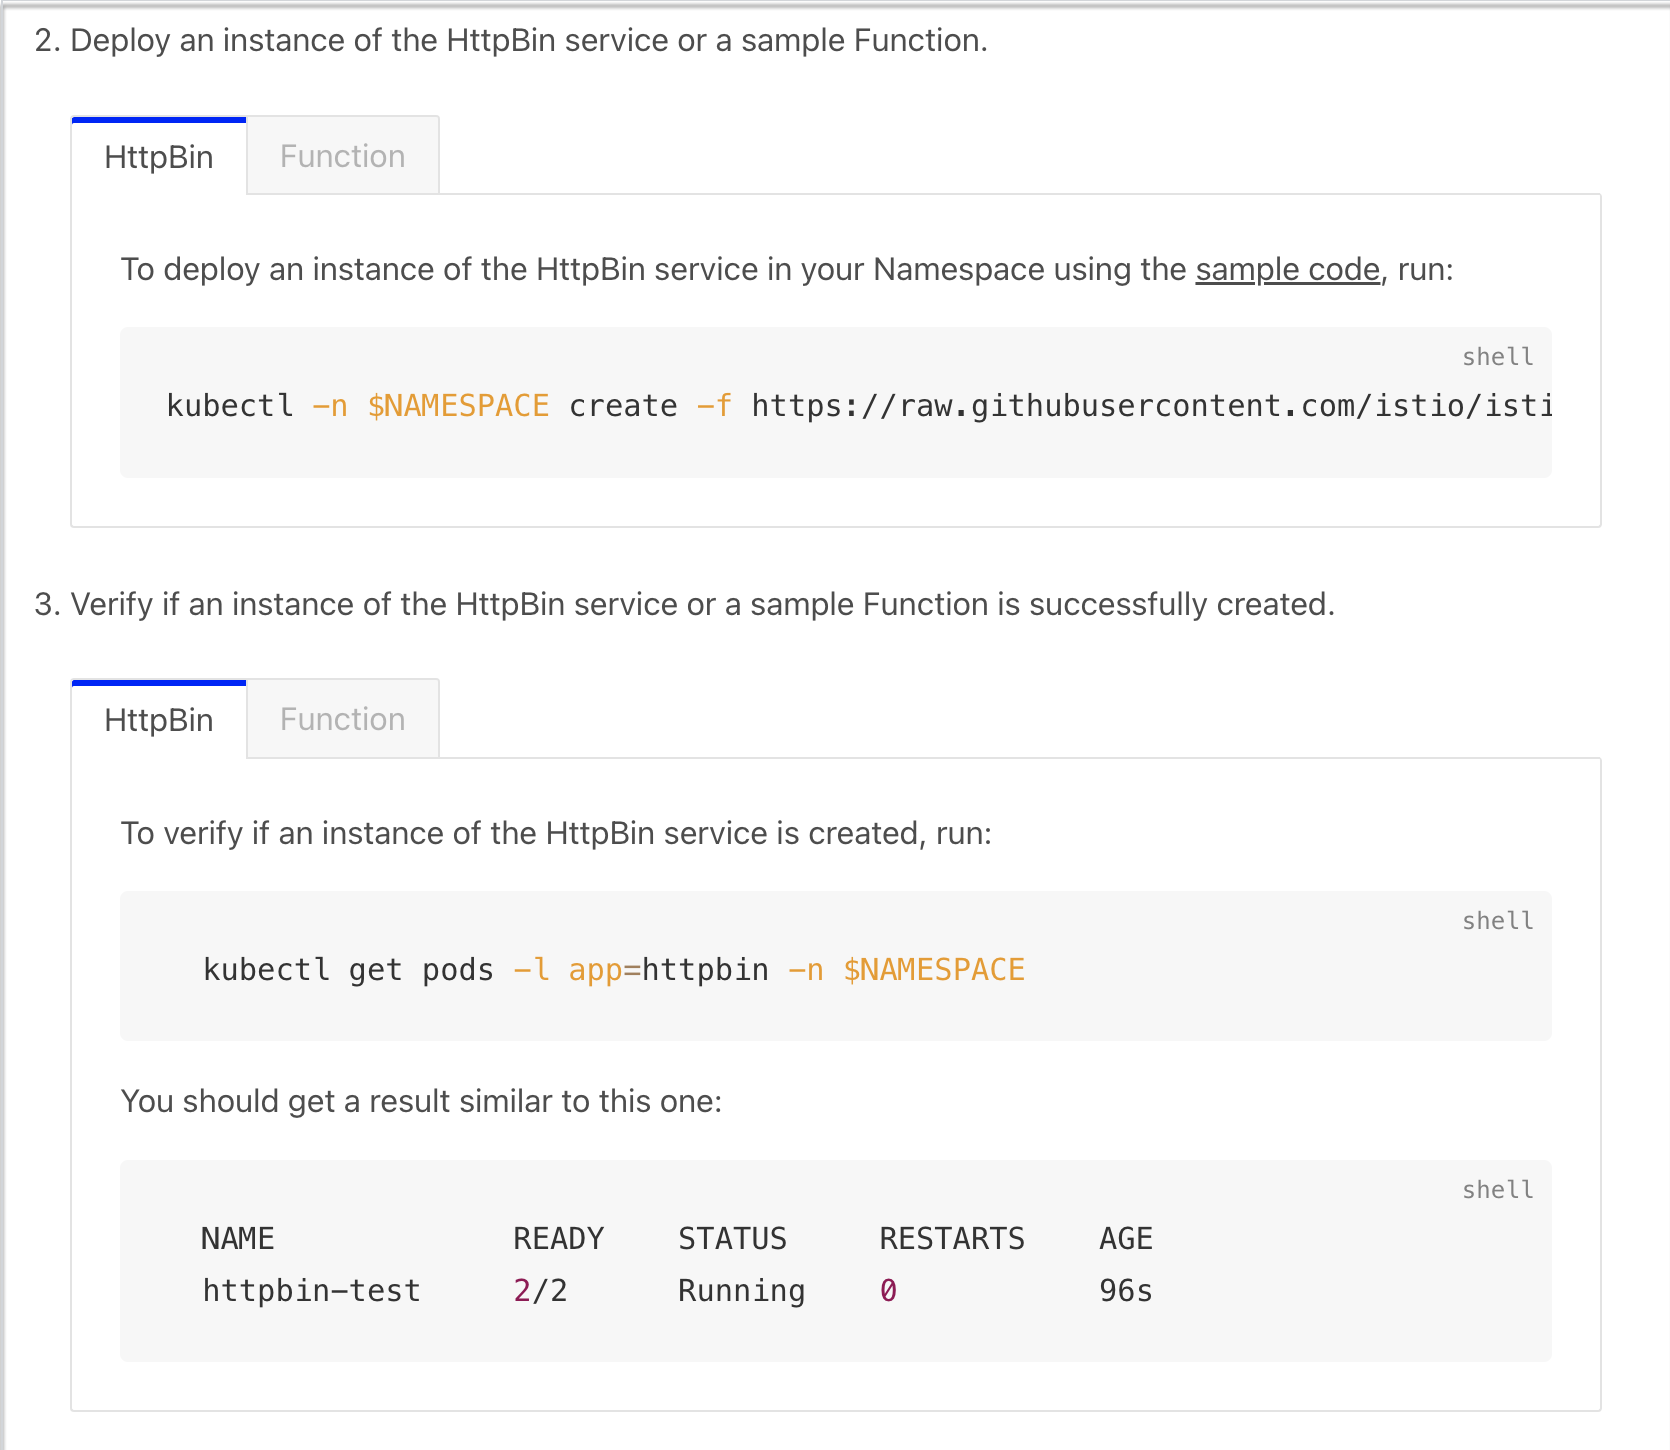 2. Deploy an instance of the HttpBin service or a sample Function.
HttpBin Function
To deploy an instance of the HttpBin service in your Namespace using the sample code, run:
shell
kubectl -n $NAMESPACE create -f https://raw.githubusercontent.com/istio/isti
3. Verify if an instance of the HttpBin service or a sample Function is successfully created.
HttpBin Function
To verify if an instance of the HttpBin service is created, run:
shell
kubectl get pods -l app=httpbin -n $NAMESPACE
You should get a result similar to this one:
shell
NAME READY STATUS RESTARTS AGE
httpbin-test 2/2 Running 0 96s